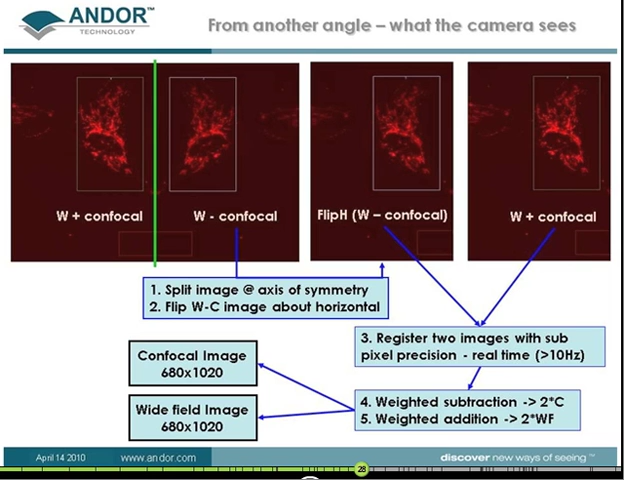 ANDOR™
TECHNOLOGY
From another angle – what the camera sees
W + confocal
W - confocal
FlipH (W – confocal)
W + confocal
1. Split image @ axis of symmetry
2. Flip W-C image about horizontal
3. Register two images with sub
pixel precision - real time (>10Hz)
Confocal Image
680x1020
4. Weighted subtraction -> 2*C
5. Weighted addition -> 2*WF
Wide field Image
680x1020
April 14 2010
www.andor.com
discover new ways of seeing ™
28